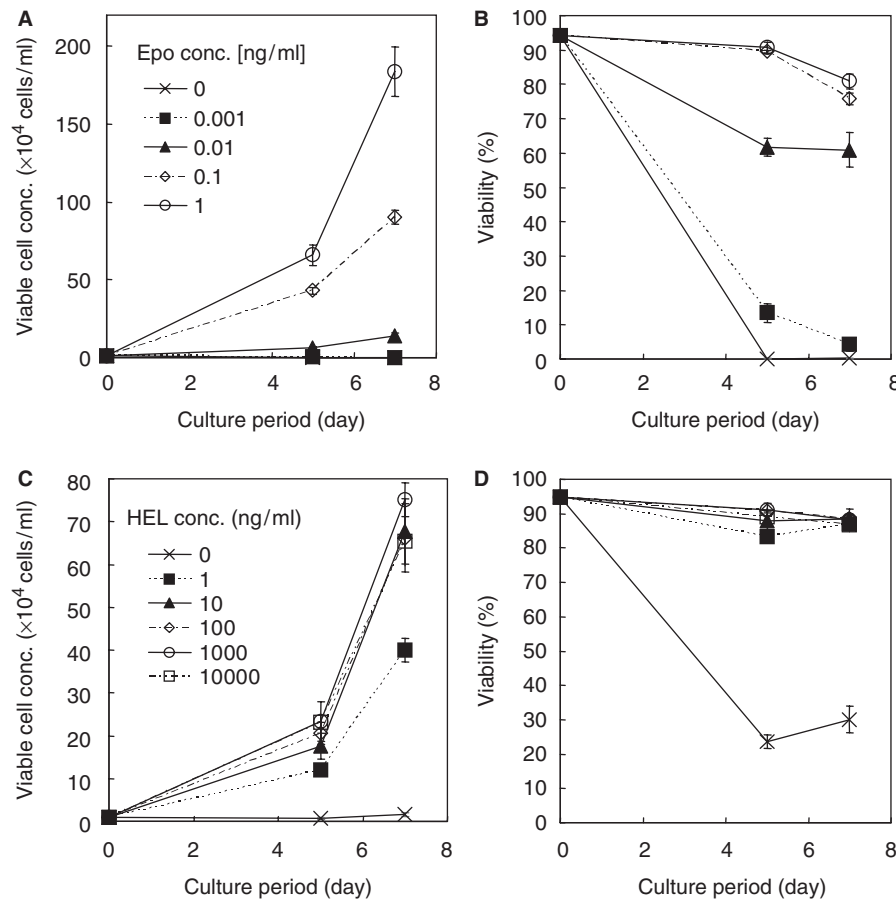 A
Epo conc. [ng/ml]
0
0.001
0.01
0.1
1
200
150
100
50
0
0 2 4 6 8
Viable cell conc. (×10⁴ cells/ml)
Culture period (day)
B
100
90
80
70
60
50
40
30
20
10
0
0 2 4 6 8
Viability (%)
Culture period (day)
C
HEL conc. (ng/ml)
0
1
10
100
1000
10000
80
70
60
50
40
30
20
10
0
0 2 4 6 8
Viable cell conc. (×10⁴ cells/ml)
Culture period (day)
D
100
90
80
70
60
50
40
30
20
10
0
0 2 4 6 8
Viability (%)
Culture period (day)